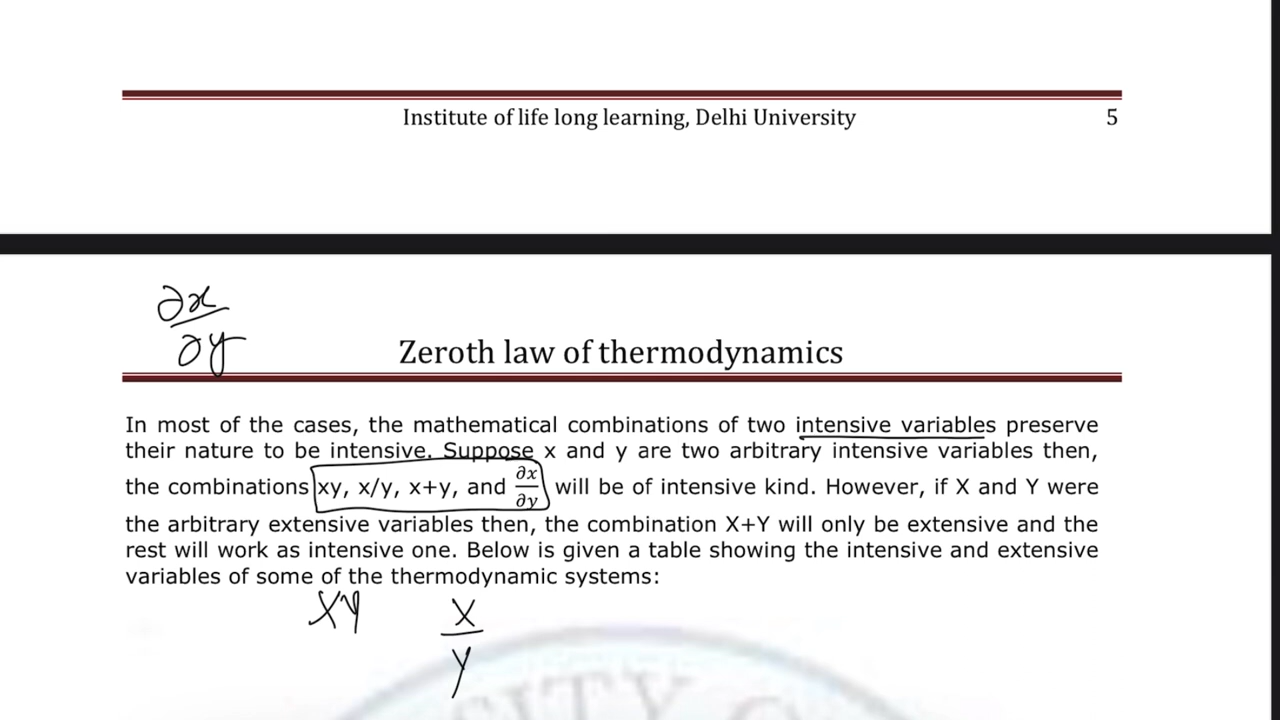 Institute of life long learning, Delhi University 5
∂x
∂y
Zeroth law of thermodynamics
In most of the cases, the mathematical combinations of two intensive variables preserve
their nature to be intensive. Suppose x and y are two arbitrary intensive variables then,
the combinations xy, x/y, x+y, and ∂x/∂y will be of intensive kind. However, if X and Y were
the arbitrary extensive variables then, the combination X+Y will only be extensive and the
rest will work as intensive one. Below is given a table showing the intensive and extensive
variables of some of the thermodynamic systems:
XY X
Y